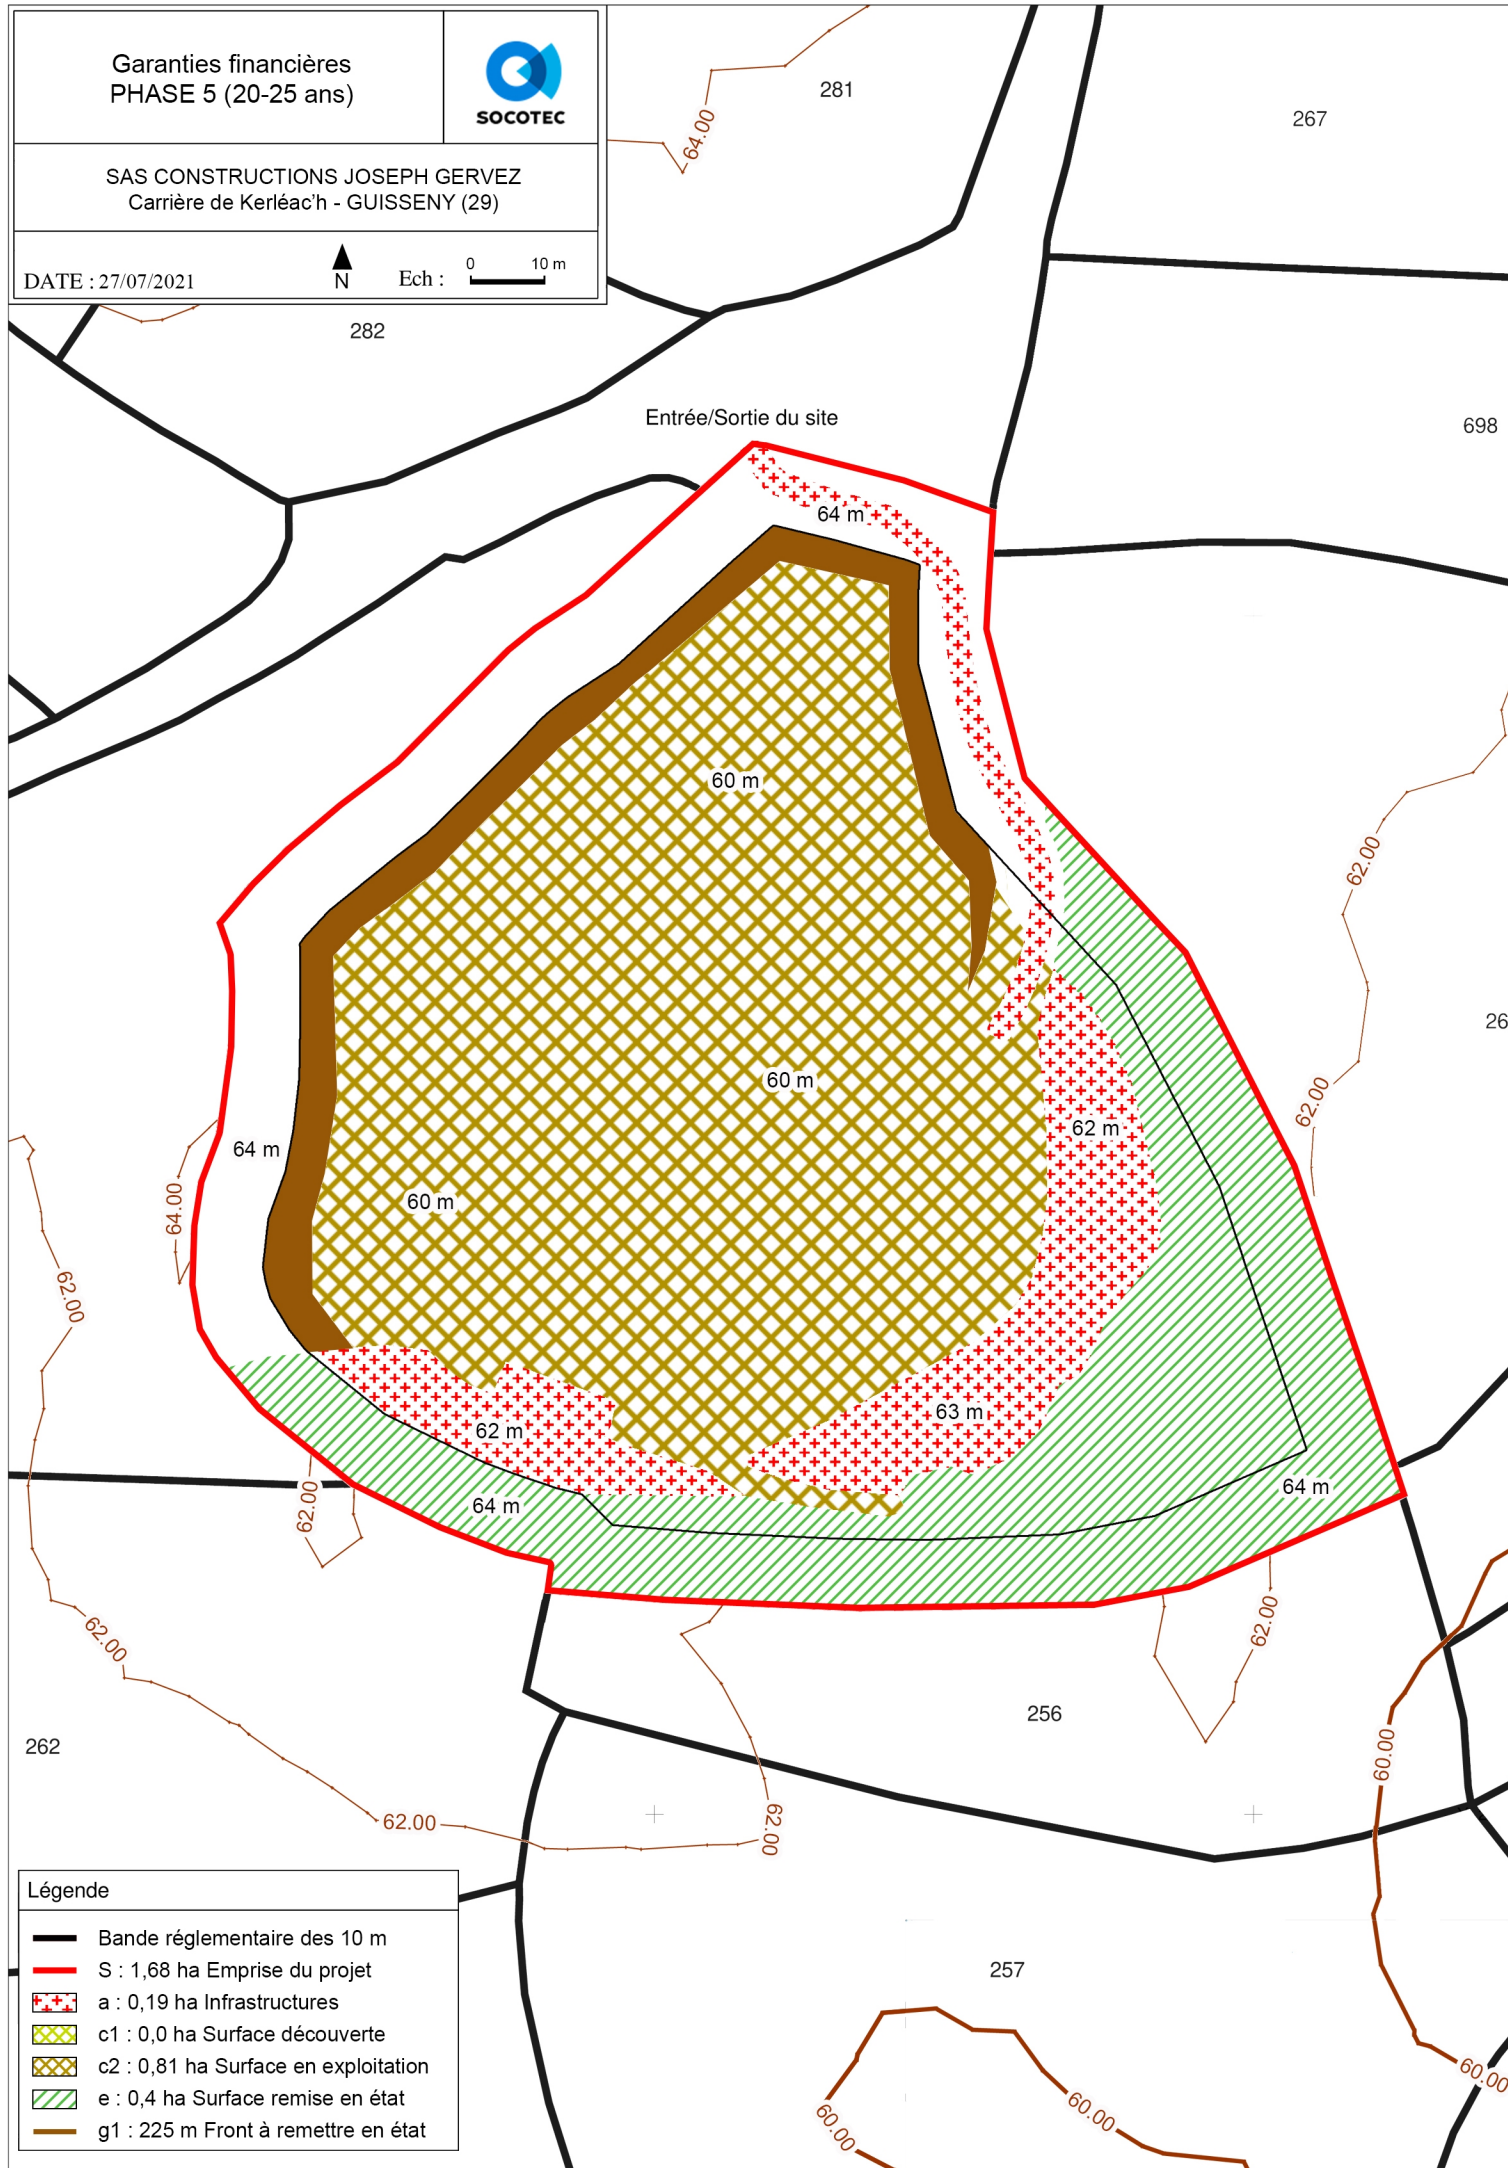 Garanties financières
PHASE 5 (20-25 ans)
SOCOTEC
SAS CONSTRUCTIONS JOSEPH GERVEZ
Carrière de Kerléac'h - GUISSENY (29)
DATE : 27/07/2021
N
Ech :
0
10 m
281
267
64.00
282
698
Entrée/Sortie du site
64 m
60 m
62.00
26
60 m
62.00
62 m
64 m
60 m
64.00
62.00
63 m
62 m
64 m
64 m
62.00
62.00
62.00
256
262
60.00
62.00
62.00
257
60.00
60.00
60.00
Légende
Bande réglementaire des 10 m
S : 1,68 ha Emprise du projet
a : 0,19 ha Infrastructures
c1 : 0,0 ha Surface découverte
c2 : 0,81 ha Surface en exploitation
e : 0,4 ha Surface remise en état
g1 : 225 m Front à remettre en état